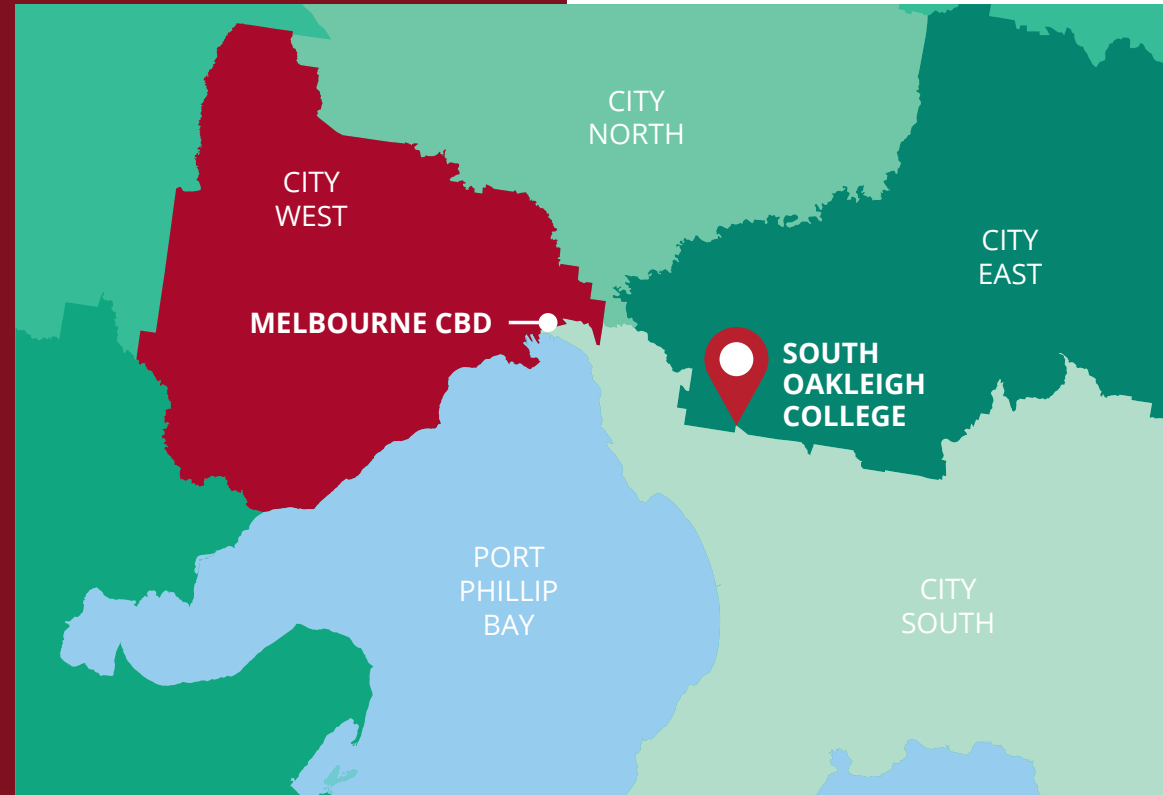 CITY
NORTH
CITY
WEST
CITY
EAST
MELBOURNE CBD
SOUTH
OAKLEIGH
COLLEGE
PORT
PHILLIP
BAY
CITY
SOUTH